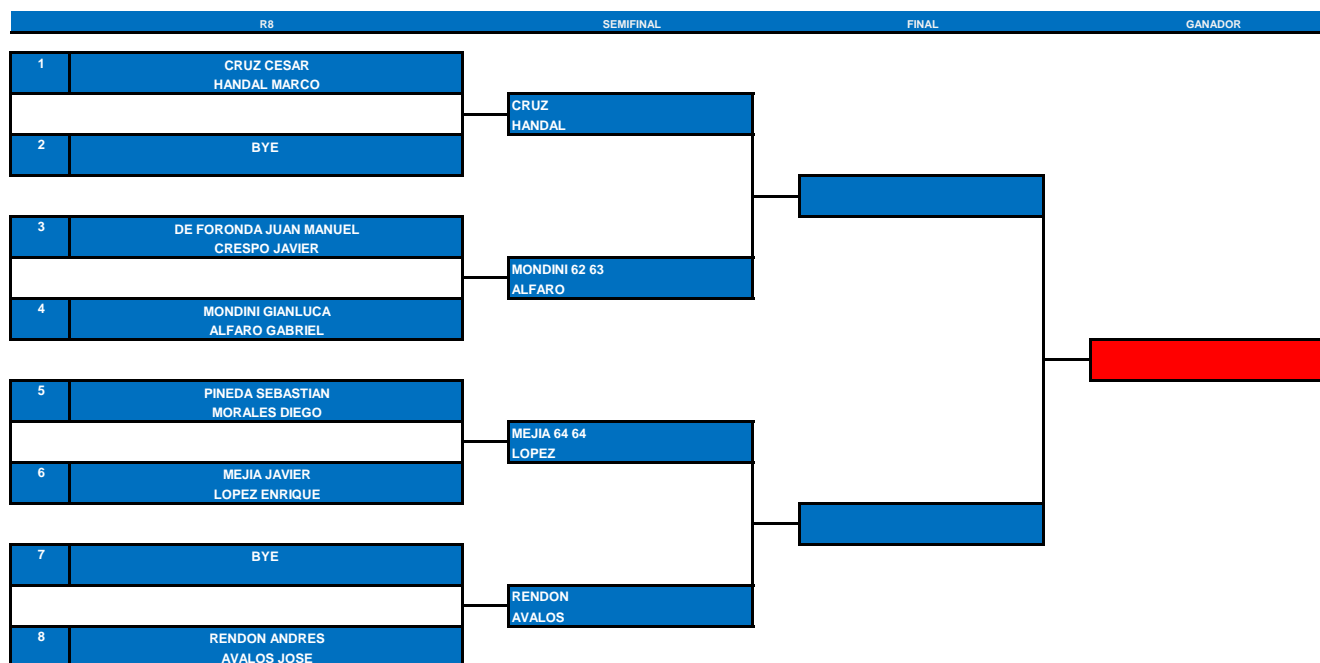 R8 SEMIFINAL FINAL GANADOR
1 CRUZ CESAR
HANDAL MARCO
CRUZ
HANDAL
2 BYE
3 DE FORONDA JUAN MANUEL
CRESPO JAVIER
MONDINI 62 63
ALFARO
4 MONDINI GIANLUCA
ALFARO GABRIEL
5 PINEDA SEBASTIAN
MORALES DIEGO
MEJIA 64 64
LOPEZ
6 MEJIA JAVIER
LOPEZ ENRIQUE
7 BYE
RENDON
AVALOS
8 RENDON ANDRES
AVALOS JOSE